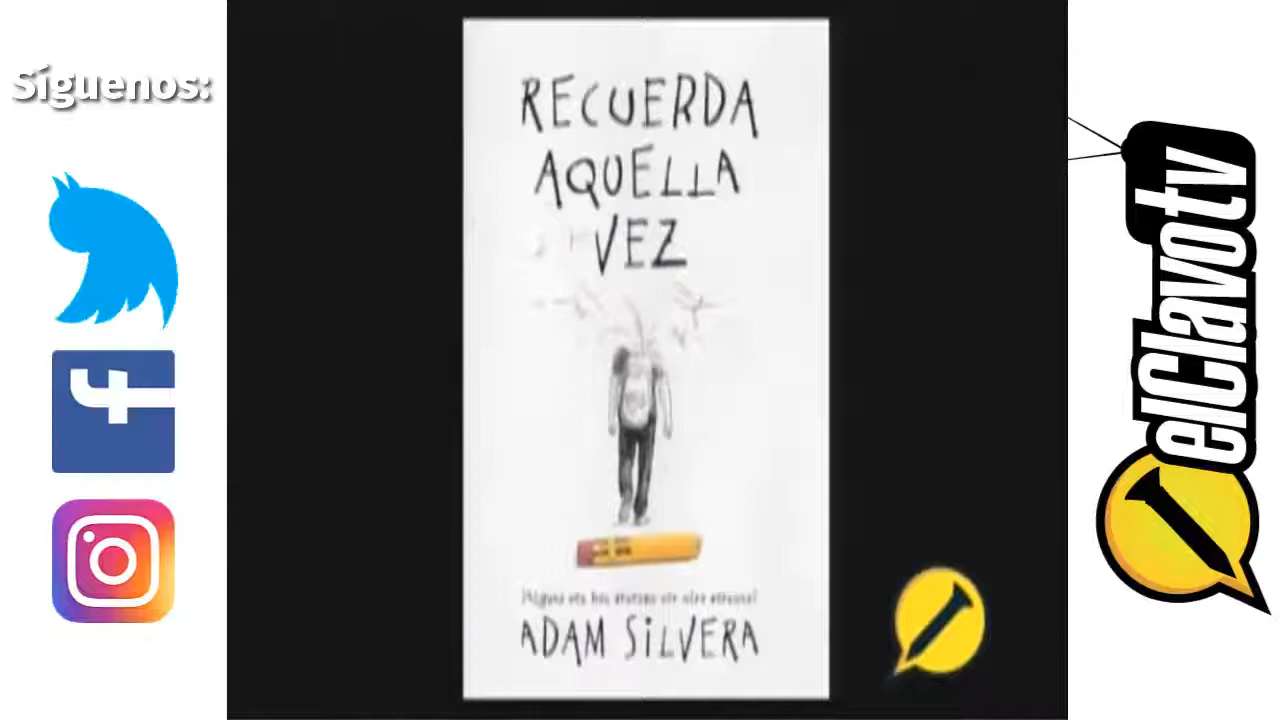 Síguenos:
RECUERDA
AQUELLA
VEZ
ADAM SiLVERA
elClavotv